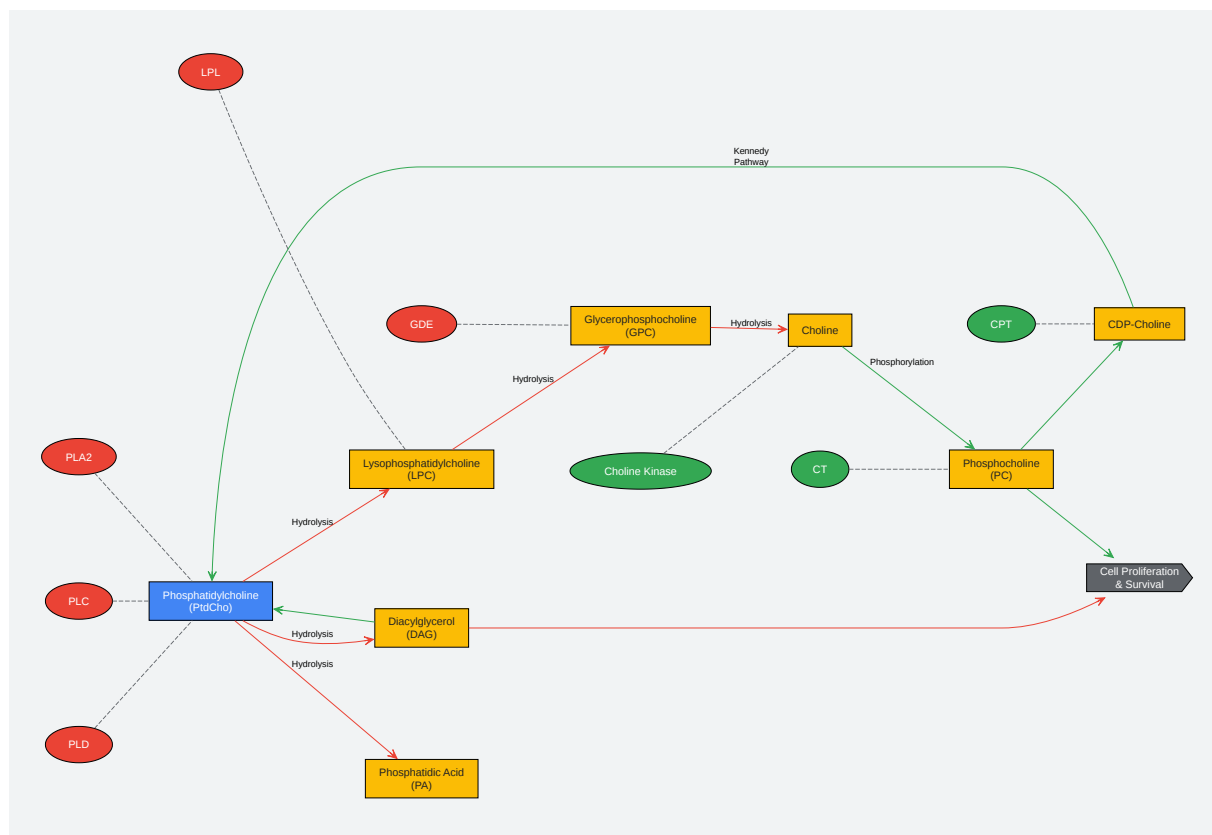 LPL
Kennedy
Pathway
GDE
Glycerophosphocholine
(GPC)
Hydrolysis
Choline
CPT
CDP-Choline
Phosphorylation
Hydrolysis
PLA2
Lysophosphatidylcholine
(LPC)
Choline Kinase
CT
Phosphocholine
(PC)
Hydrolysis
Cell Proliferation
& Survival
PLC
Phosphatidylcholine
(PtdCho)
Diacylglycerol
(DAG)
Hydrolysis
Hydrolysis
PLD
Phosphatidic Acid
(PA)